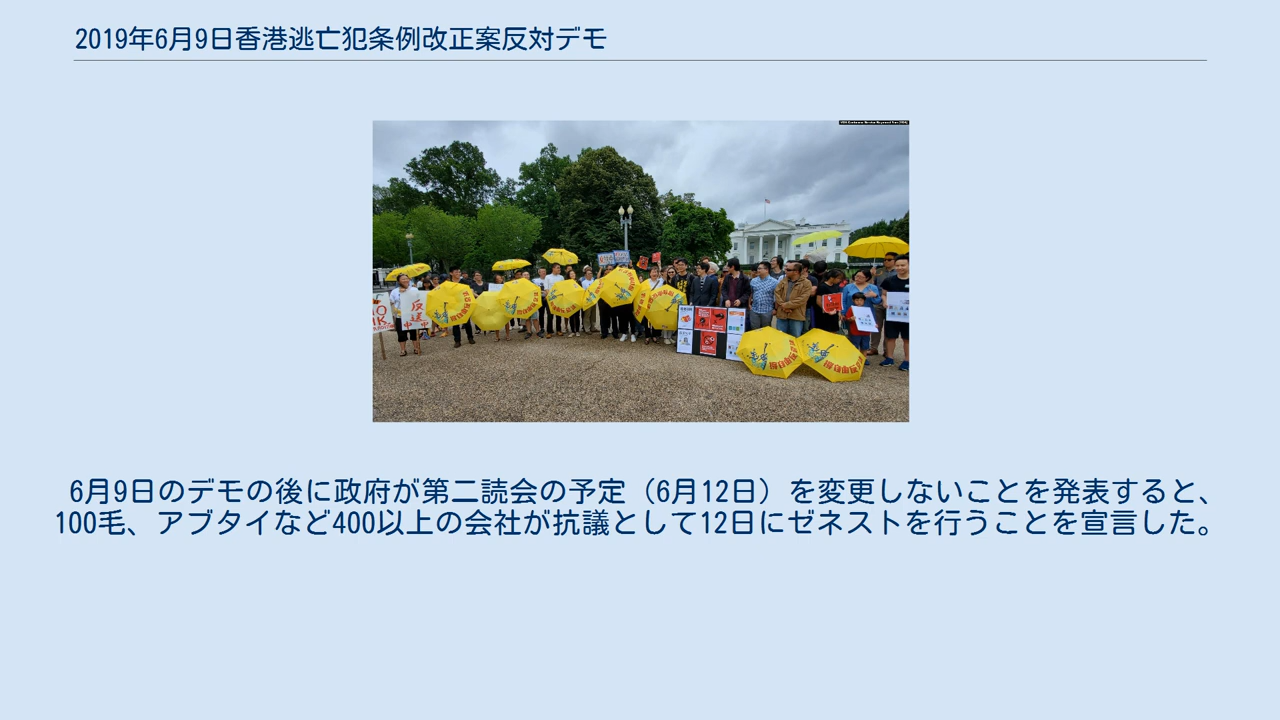 2019年6月9日香港逃亡犯条例改正案反対デモ
反送中
6月9日のデモの後に政府が第二読会の予定（6月12日）を変更しないことを発表すると、
100毛、アブタイなど400以上の会社が抗議として12日にゼネストを行うことを宣言した。